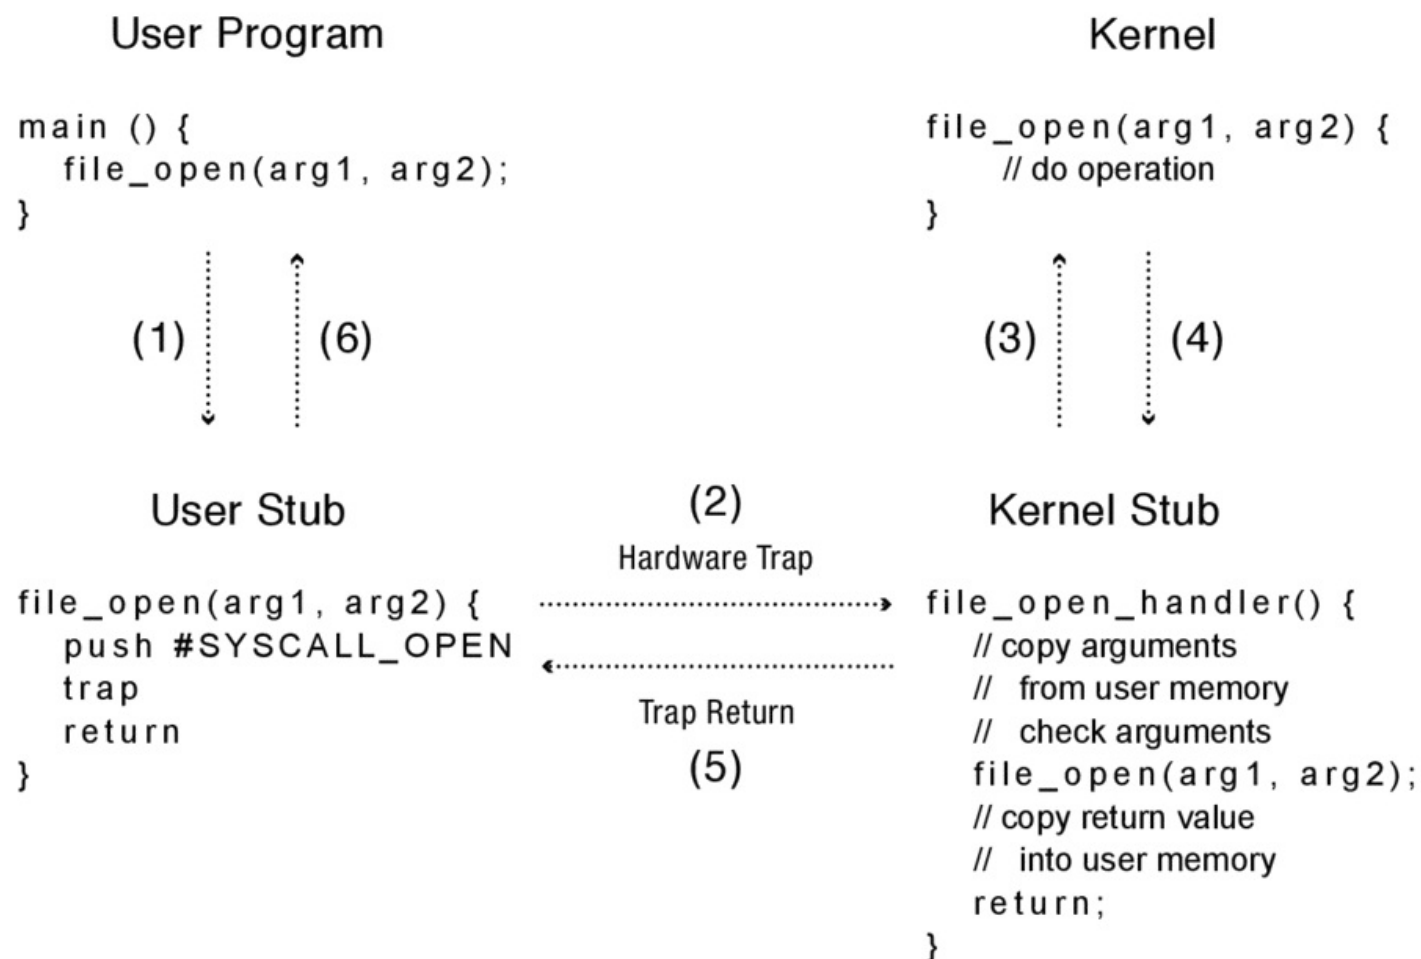 User Program
main () {
file_open(arg1, arg2);
}
Kernel
file_open(arg1, arg2) {
// do operation
}
(1)
(6)
(3)
(4)
User Stub
file_open(arg1, arg2) {
push #SYSCALL_OPEN
trap
return
}
(2)
Hardware Trap
Trap Return
(5)
Kernel Stub
file_open_handler() {
// copy arguments
// from user memory
// check arguments
file_open(arg1, arg2);
// copy return value
// into user memory
return;
}